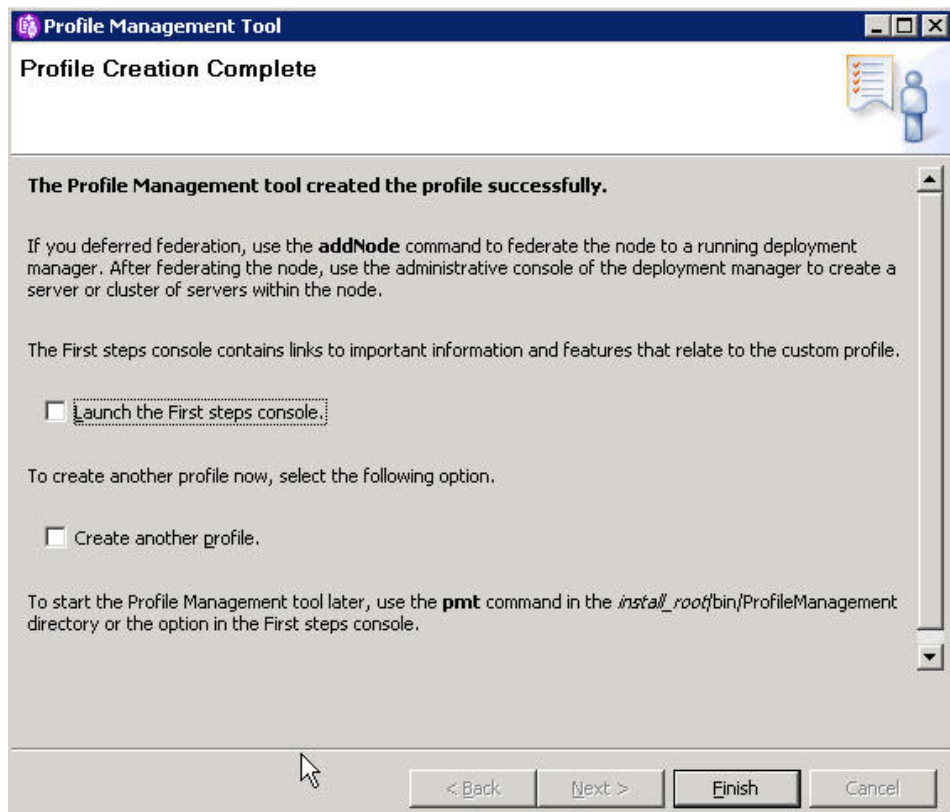 Profile Management Tool
Profile Creation Complete
The Profile Management tool created the profile successfully.
If you deferred federation, use the addNode command to federate the node to a running deployment
manager. After federating the node, use the administrative console of the deployment manager to create a
server or cluster of servers within the node.
The First steps console contains links to important information and features that relate to the custom profile.
Launch the First steps console.
To create another profile now, select the following option.
Create another profile.
To start the Profile Management tool later, use the pmt command in the install_root/bin/ProfileManagement
directory or the option in the First steps console.
< Back Next > Finish Cancel